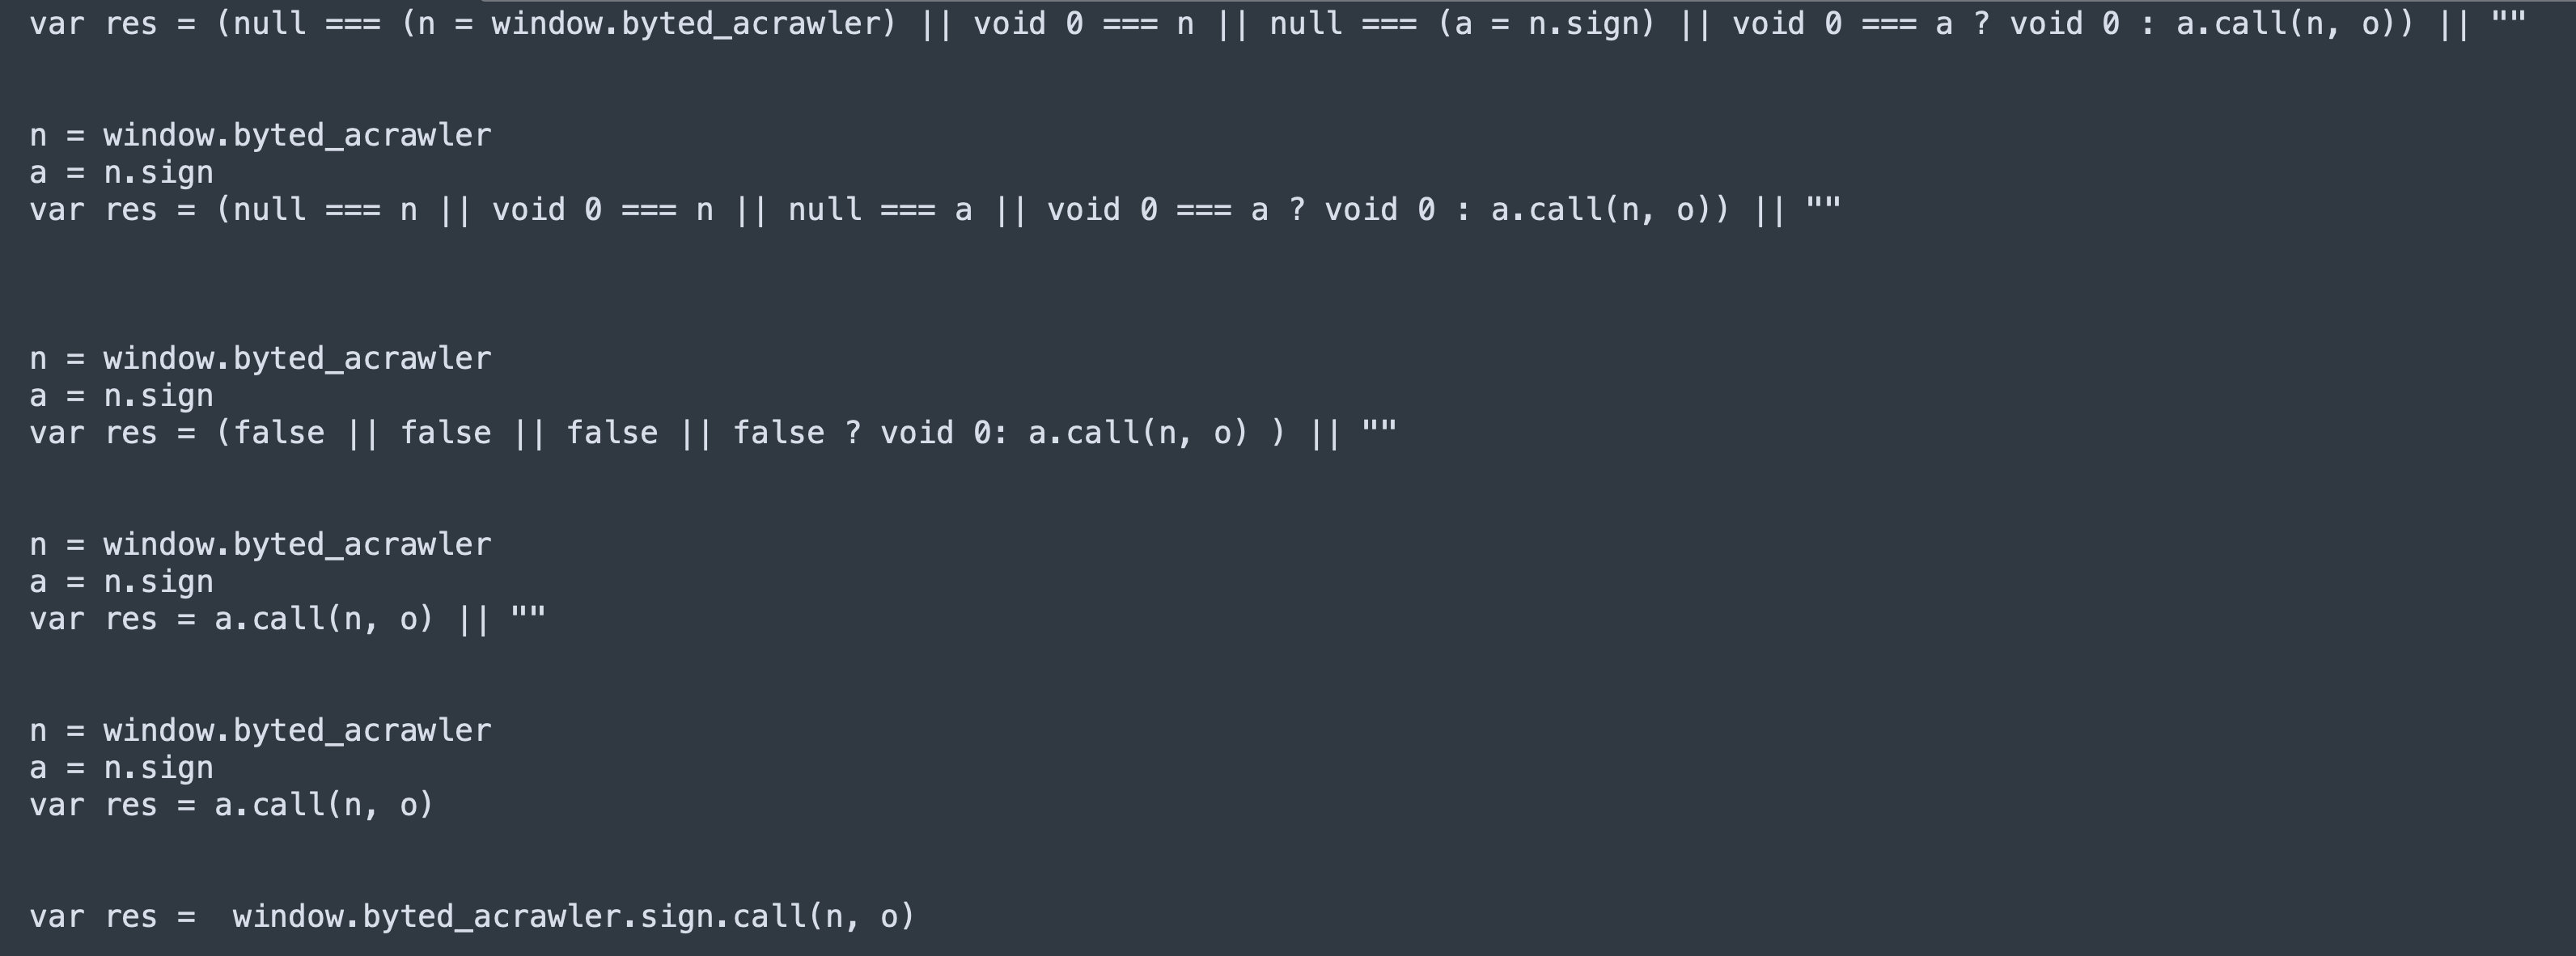 var res = (null === (n = window.byted_acrawler) || void 0 === n || null === (a = n.sign) || void 0 === a ? void 0 : a.call(n, o)) || ""
n = window.byted_acrawler
a = n.sign
var res = (null === n || void 0 === n || null === a || void 0 === a ? void 0 : a.call(n, o)) || ""
n = window.byted_acrawler
a = n.sign
var res = (false || false || false || false ? void 0: a.call(n, o) ) || ""
n = window.byted_acrawler
a = n.sign
var res = a.call(n, o) || ""
n = window.byted_acrawler
a = n.sign
var res = a.call(n, o)
var res =  window.byted_acrawler.sign.call(n, o)